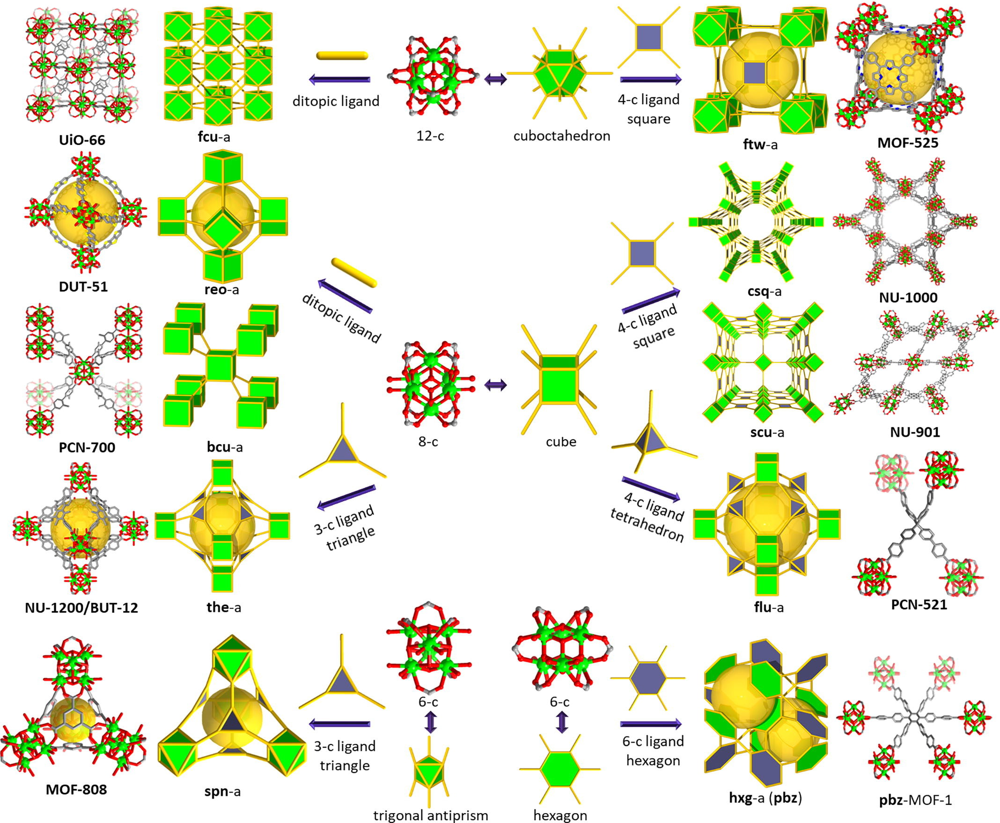 ditopic ligand
4-c ligand
square
UiO-66
fcu-a
12-c
cuboctahedron
ftw-a
MOF-525
DUT-51
reo-a
ditopic ligand
4-c ligand
square
csq-a
NU-1000
PCN-700
bcu-a
8-c
cube
scu-a
NU-901
3-c ligand
triangle
4-c ligand
tetrahedron
NU-1200/BUT-12
the-a
flu-a
PCN-521
6-c
6-c
3-c ligand
triangle
6-c ligand
hexagon
MOF-808
spn-a
trigonal antiprism
hexagon
hxg-a (pbz)
pbz-MOF-1